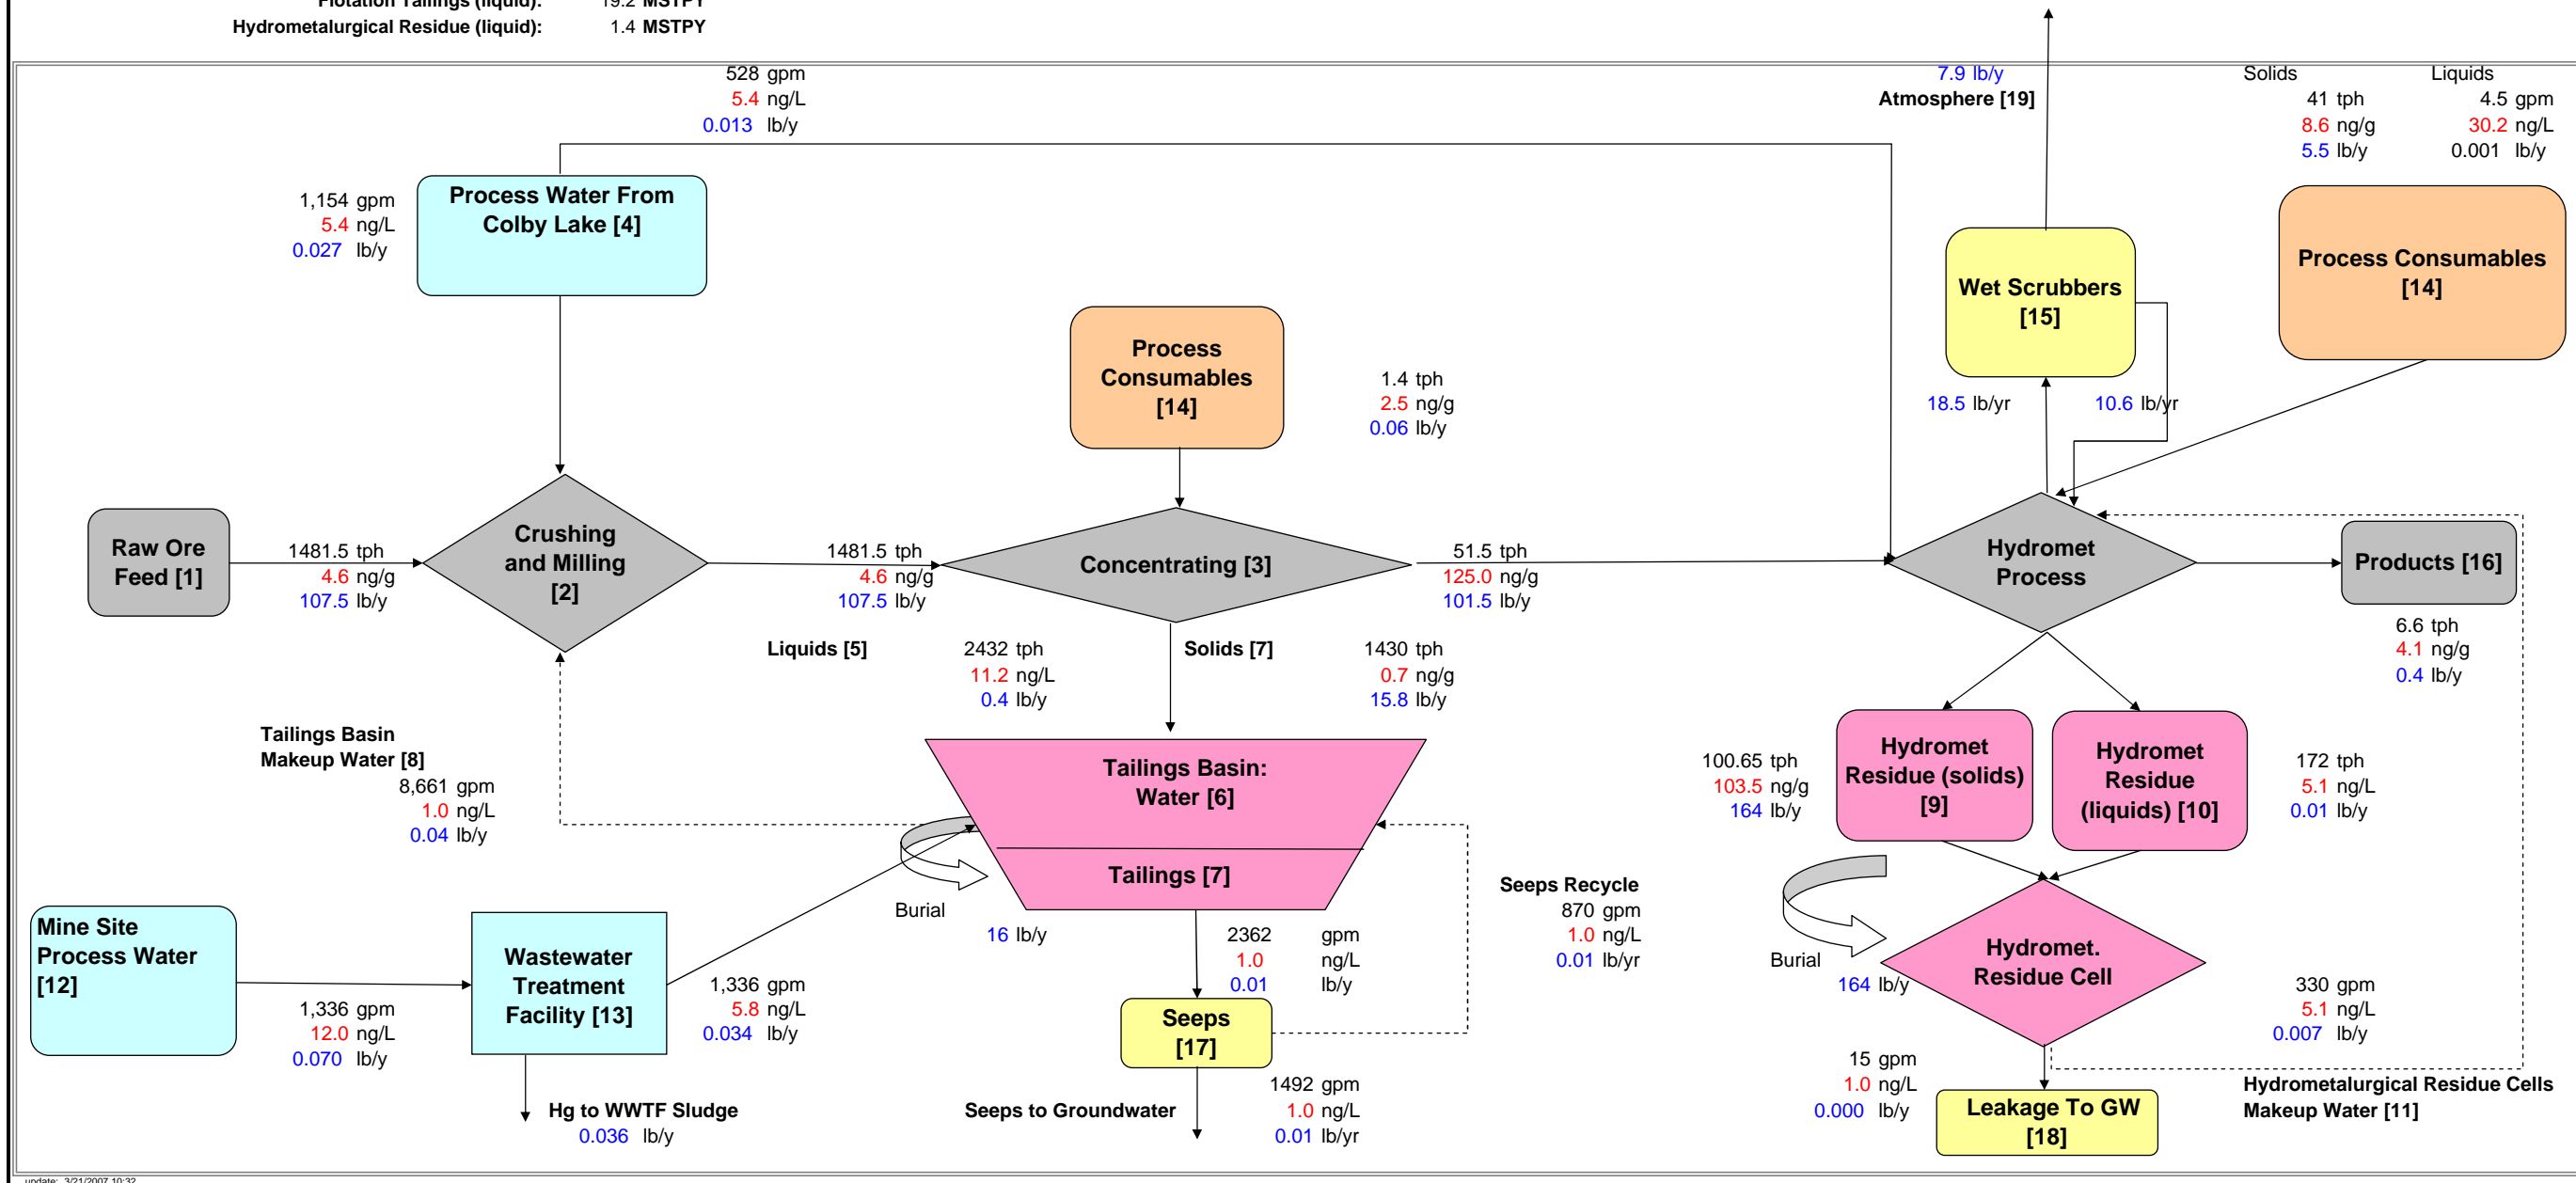 Flotation Tailings (liquid): 19.2 MSTPY
Hydrometalurgical Residue (liquid): 1.4 MSTPY
528 gpm
5.4 ng/L
0.013 lb/y
7.9 lb/y
Atmosphere [19]
Solids Liquids
41 tph 4.5 gpm
8.6 ng/g 30.2 ng/L
5.5 lb/y 0.001 lb/y
1,154 gpm
5.4 ng/L
0.027 lb/y
Process Water From
Colby Lake [4]
Process
Consumables
[14]
1.4 tph
2.5 ng/g
0.06 lb/y
Wet Scrubbers
[15]
Process Consumables
[14]
18.5 lb/yr
10.6 lb/yr
Raw Ore
Feed [1]
1481.5 tph
4.6 ng/g
107.5 lb/y
Crushing
and Milling
[2]
1481.5 tph
4.6 ng/g
107.5 lb/y
Concentrating [3]
51.5 tph
125.0 ng/g
101.5 lb/y
Hydromet
Process
Products [16]
6.6 tph
4.1 ng/g
0.4 lb/y
Liquids [5]
2432 tph
11.2 ng/L
0.4 lb/y
Solids [7]
1430 tph
0.7 ng/g
15.8 lb/y
Tailings Basin
Makeup Water [8]
8,661 gpm
1.0 ng/L
0.04 lb/y
Tailings Basin:
Water [6]
Tailings [7]
Burial
16 lb/y
100.65 tph
103.5 ng/g
164 lb/y
Hydromet
Residue (solids)
[9]
Hydromet
Residue
(liquids) [10]
172 tph
5.1 ng/L
0.01 lb/y
Mine Site
Process Water
[12]
1,336 gpm
12.0 ng/L
0.070 lb/y
Wastewater
Treatment
Facility [13]
1,336 gpm
5.8 ng/L
0.034 lb/y
Hg to WWTF Sludge
0.036 lb/y
2362 gpm
1.0 ng/L
0.01 lb/y
Seeps
[17]
Seeps Recycle
870 gpm
1.0 ng/L
0.01 lb/yr
Seeps to Groundwater
1492 gpm
1.0 ng/L
0.01 lb/yr
Burial
164 lb/y
Hydromet.
Residue Cell
330 gpm
5.1 ng/L
0.007 lb/y
15 gpm
1.0 ng/L
0.000 lb/y
Leakage To GW
[18]
Hydrometalurgical Residue Cells
Makeup Water [11]
update: 3/21/2007 10:32